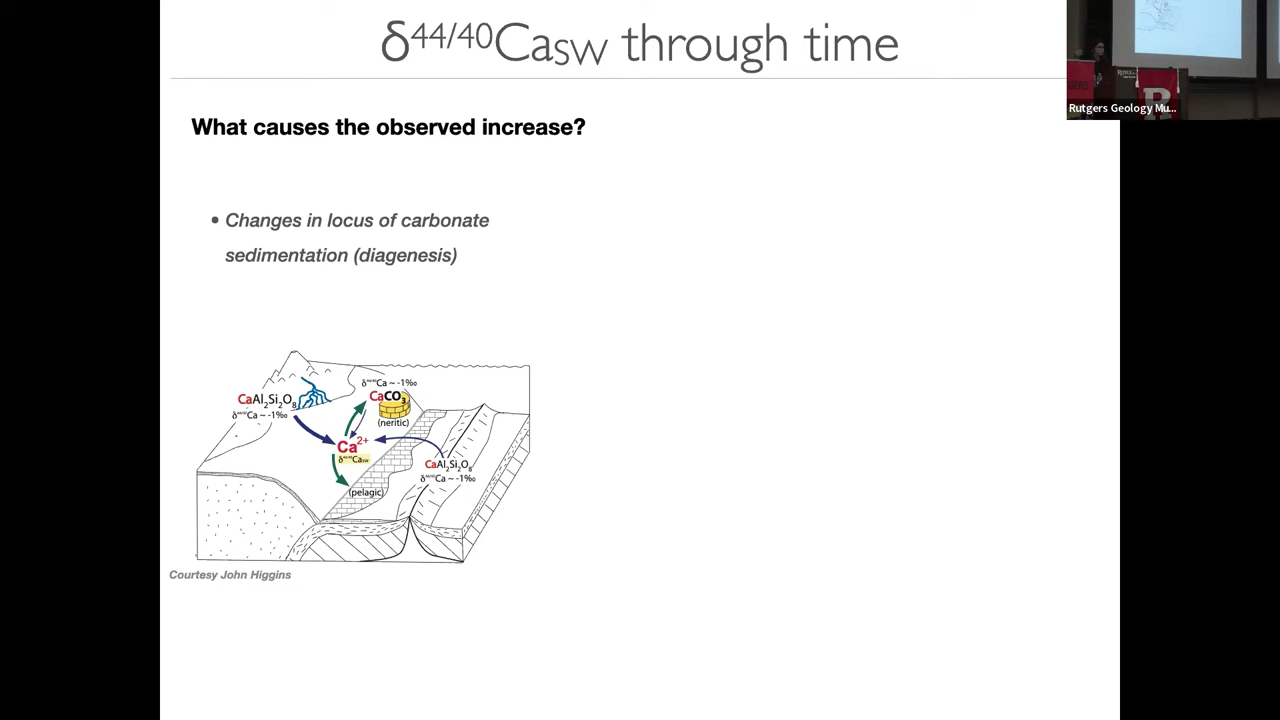 δ44/40CaSW through time
Rutgers Geology Mu...
What causes the observed increase?
• Changes in locus of carbonate
sedimentation (diagenesis)
δ44/40Ca ~ -1‰
CaCO3
(neritic)
CaAl2Si2O8
δ44/40Ca ~ -1‰
Ca2+
δ44/40Casw
CaAl2Si2O8
δ44/40Ca ~ -1‰
(pelagic)
Courtesy John Higgins